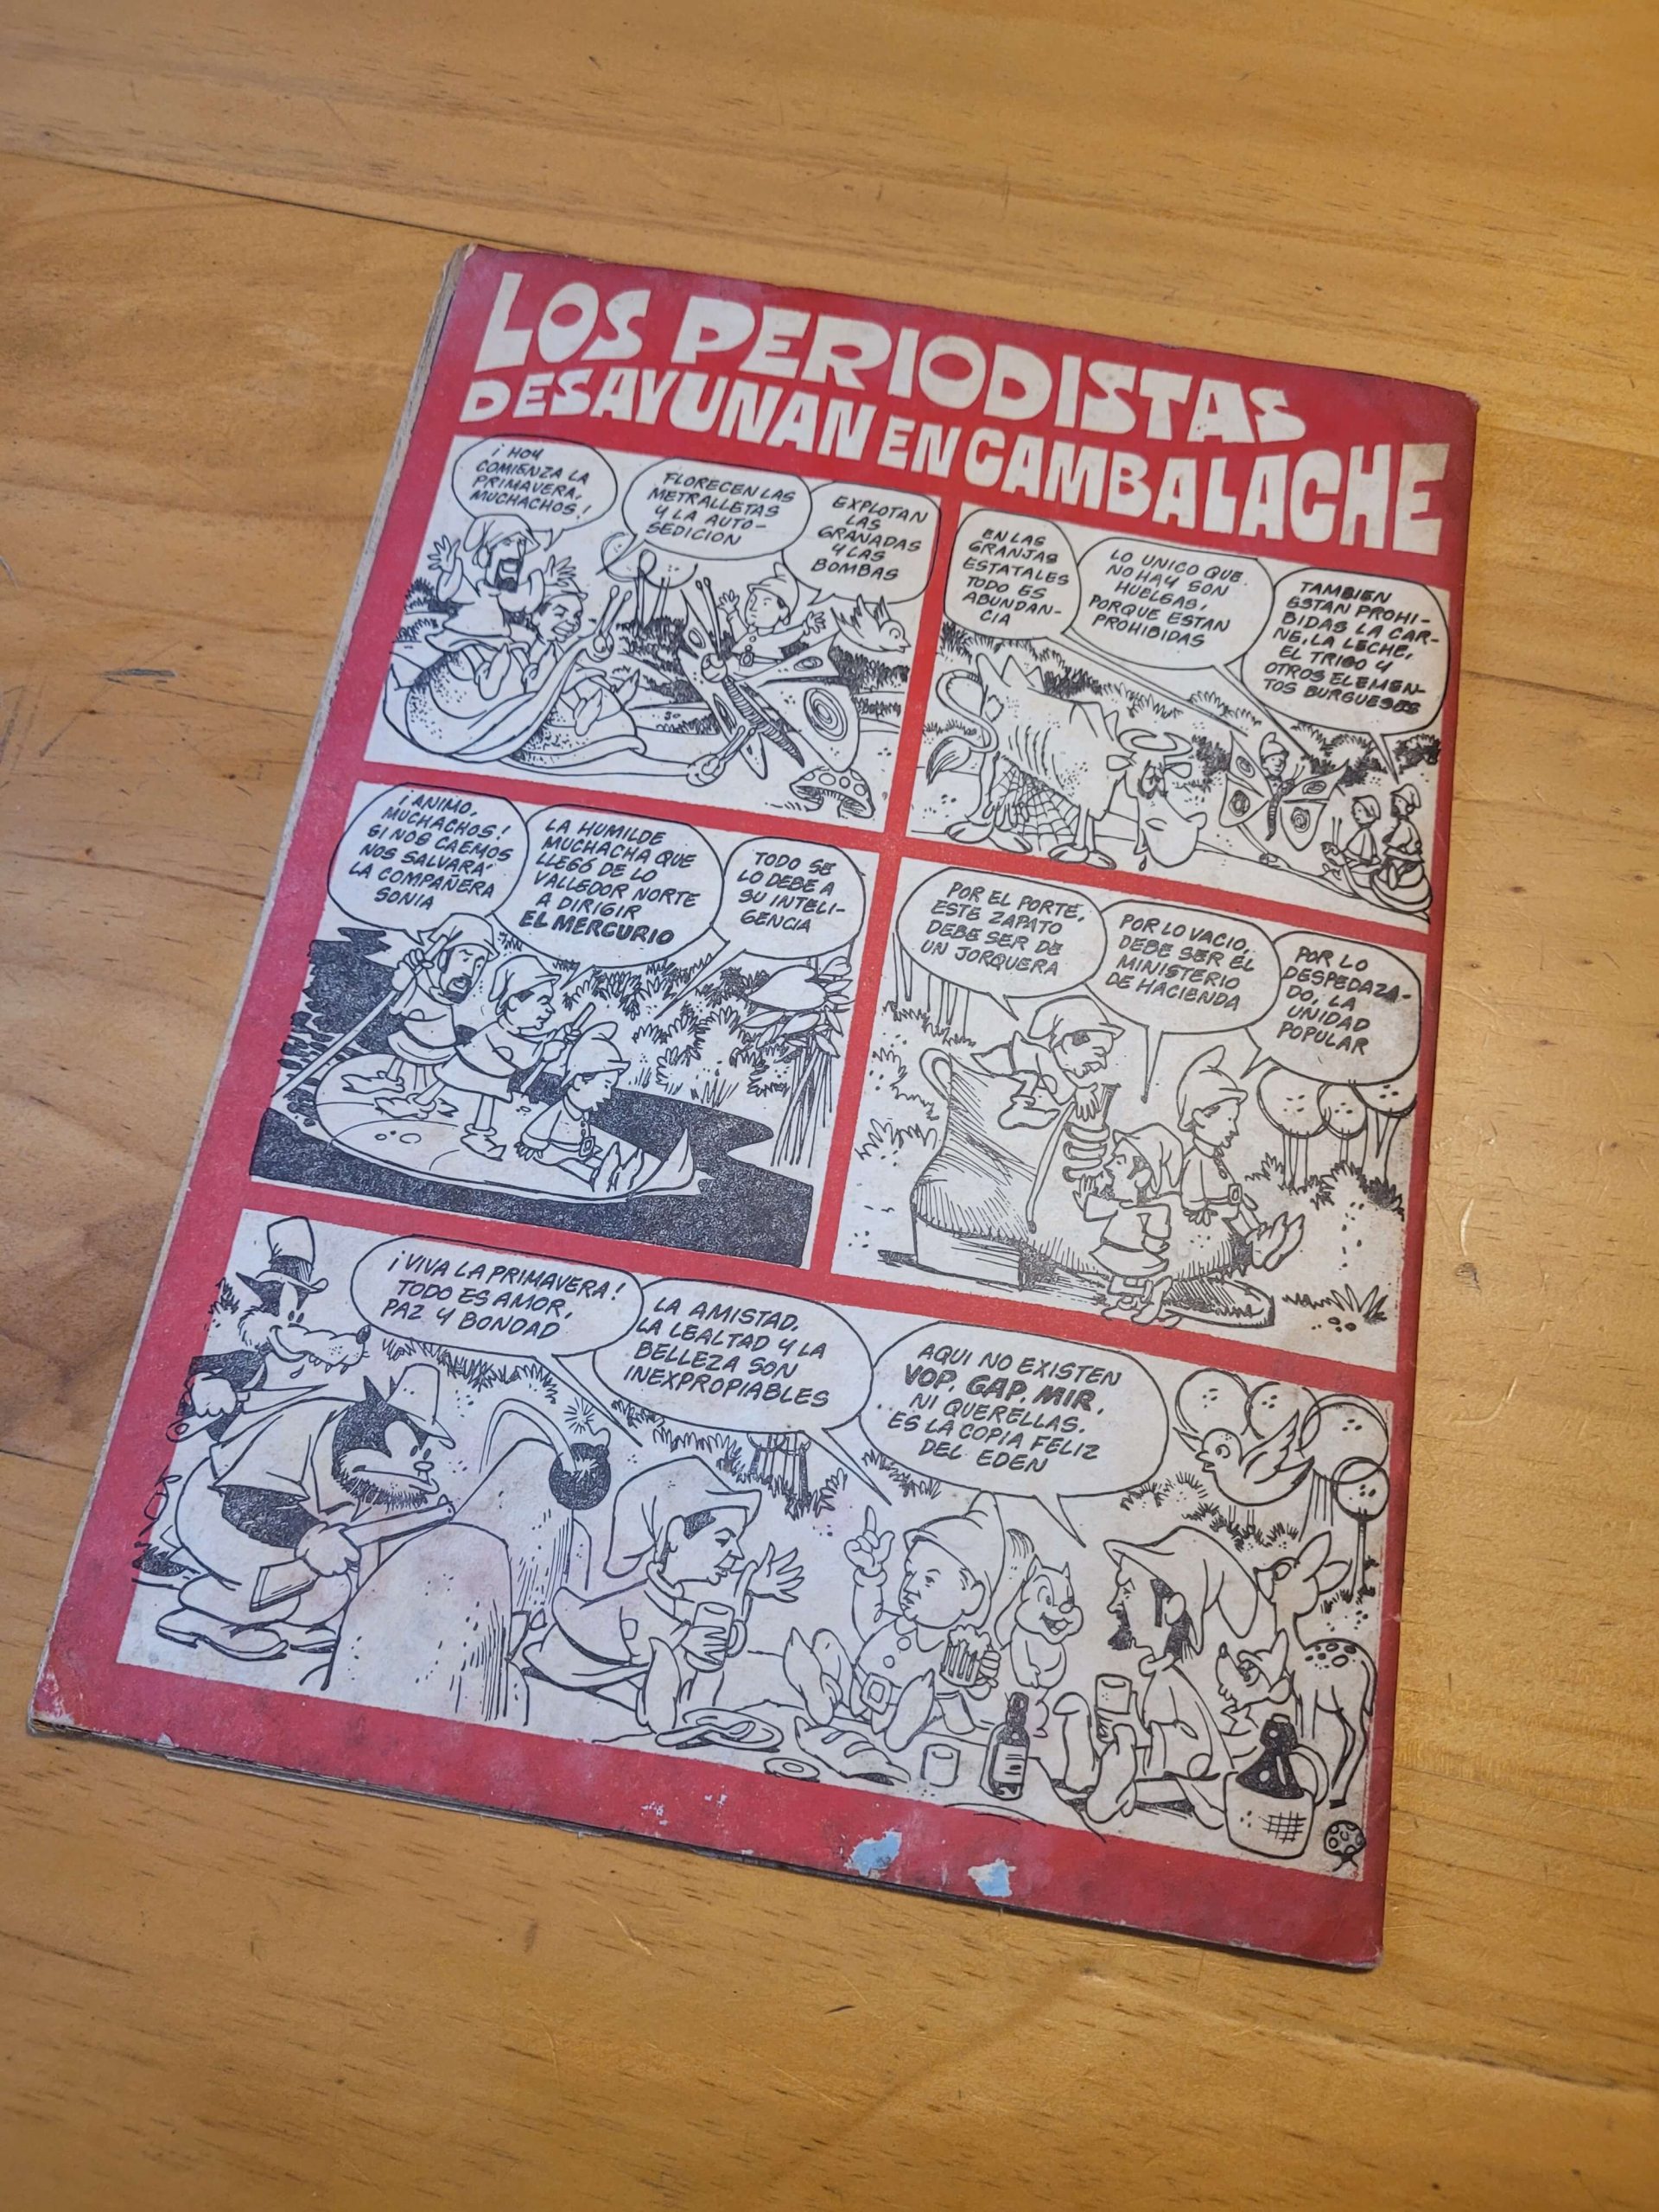 LOS PERIODISTAS
DESAYUNAN EN CAMBALACHE
¡HOY
COMIENZA LA
PRIMAVERA,
MUCHACHOS!
FLORECEN LAS
METRALLETAS
Y LA AUTO-
SEDICION
EXPLOTAN
LAS
GRANADAS
Y LAS
BOMBAS
EN LAS
GRANJAS
ESTATALES
TODO ES
ABUNDAN-
CIA
LO UNICO QUE
NO HAY SON
HUELGAS,
PORQUE ESTAN
PROHIBIDAS
TAMBIEN
ESTAN PROHI-
BIDAS LA CAR-
NE, LA LECHE,
EL TRIGO Y
OTROS ELEMEN-
TOS BURGUESES
¡ANIMO,
MUCHACHOS!
SI NOS CAEMOS
NOS SALVARÁ
LA COMPAÑERA
SONIA
LA HUMILDE
MUCHACHA QUE
LLEGÓ DE LO
VALLEDOR NORTE
A DIRIGIR
EL MERCURIO
TODO SE
LO DEBE A
SU INTELI-
GENCIA
POR EL PORTE,
ESTE ZAPATO
DEBE SER DE
UN JORQUERA
POR LO VACIO,
DEBE SER EL
MINISTERIO
DE HACIENDA
POR LO
DESPEDAZA-
DO, LA
UNIDAD
POPULAR
¡VIVA LA PRIMAVERA!
TODO ES AMOR,
PAZ Y BONDAD
LA AMISTAD,
LA LEALTAD Y LA
BELLEZA SON
INEXPROPIABLES
AQUI NO EXISTEN
VOP, GAP, MIR,
NI QUERELLAS.
ES LA COPIA FELIZ
DEL EDEN